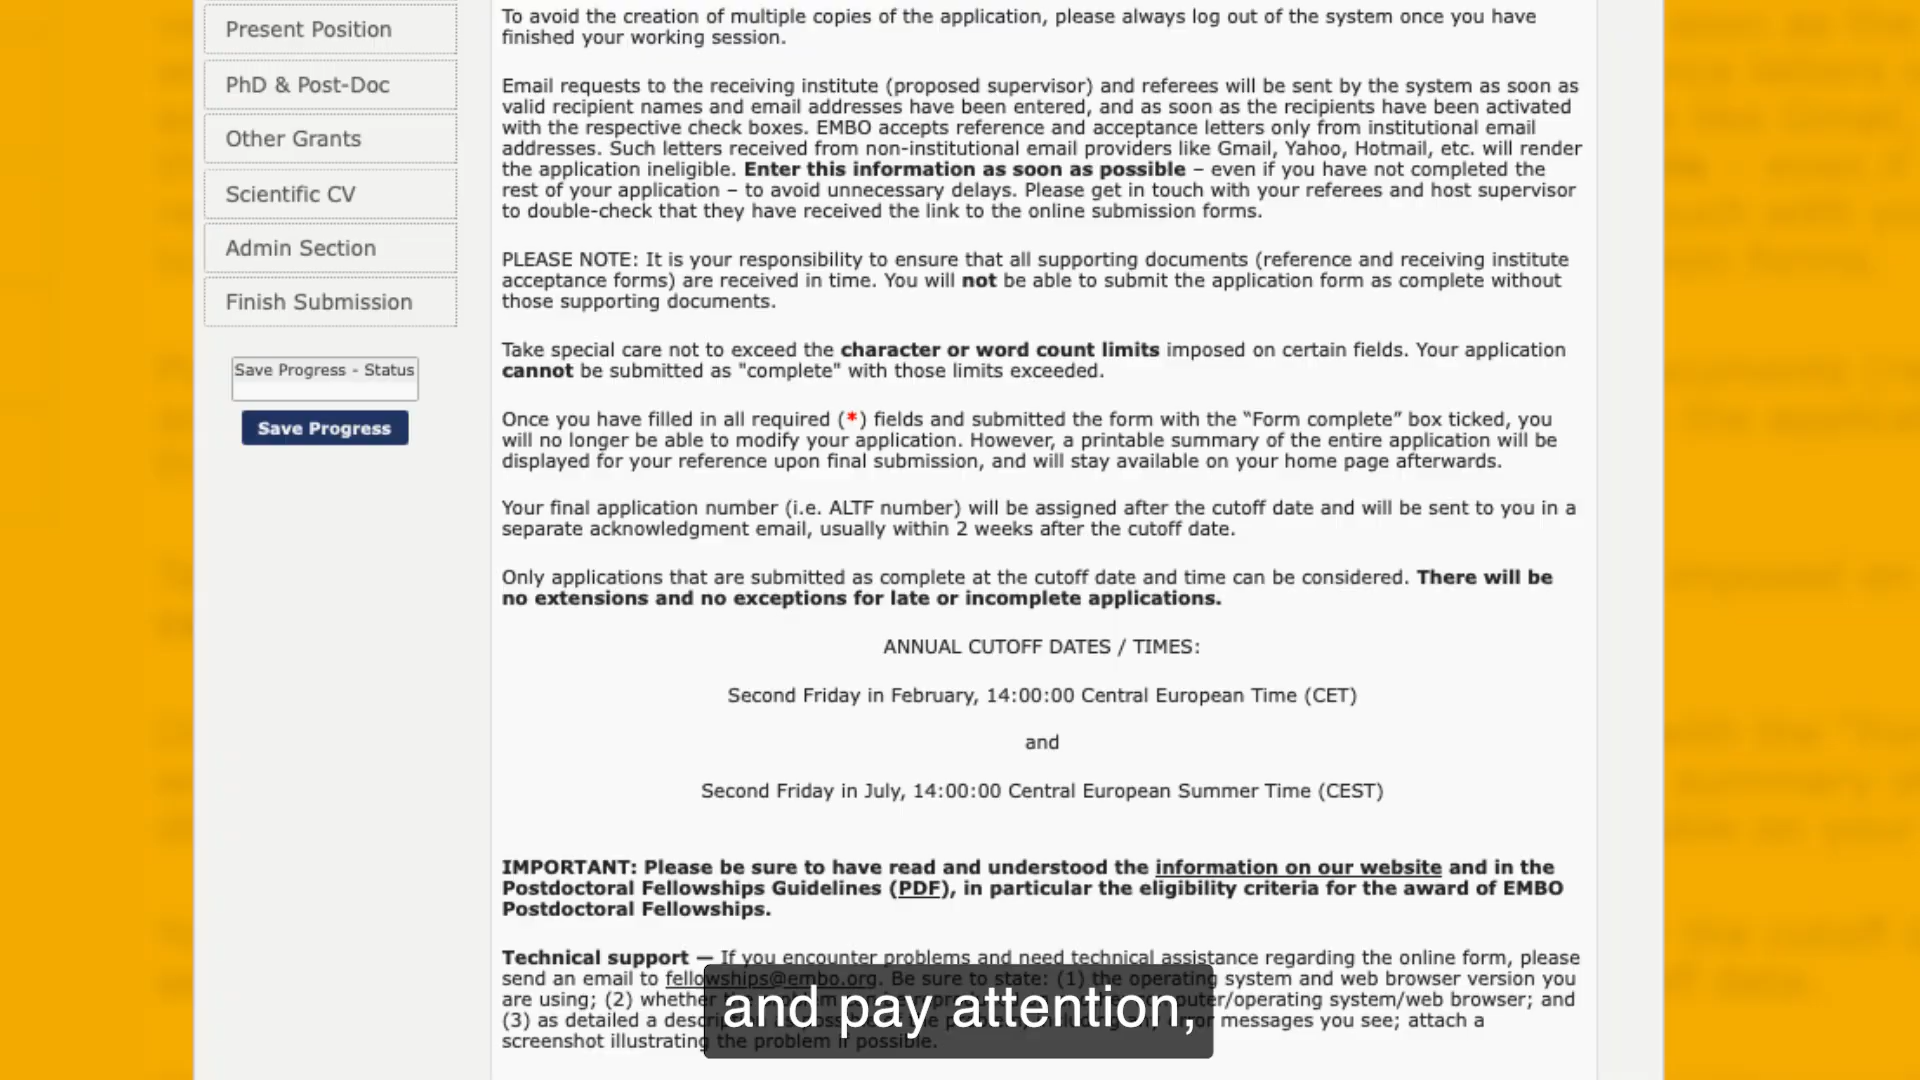 Present Position
PhD & Post-Doc
Other Grants
Scientific CV
Admin Section
Finish Submission
Save Progress - Status
Save Progress
To avoid the creation of multiple copies of the application, please always log out of the system once you have
finished your working session.
Email requests to the receiving institute (proposed supervisor) and referees will be sent by the system as soon as
valid recipient names and email addresses have been entered, and as soon as the recipients have been activated
with the respective check boxes. EMBO accepts reference and acceptance letters only from institutional email
addresses. Such letters received from non-institutional email providers like Gmail, Yahoo, Hotmail, etc. will render
the application ineligible. Enter this information as soon as possible – even if you have not completed the
rest of your application – to avoid unnecessary delays. Please get in touch with your referees and host supervisor
to double-check that they have received the link to the online submission forms.
PLEASE NOTE: It is your responsibility to ensure that all supporting documents (reference and receiving institute
acceptance forms) are received in time. You will not be able to submit the application form as complete without
those supporting documents.
Take special care not to exceed the character or word count limits imposed on certain fields. Your application
cannot be submitted as "complete" with those limits exceeded.
Once you have filled in all required (*) fields and submitted the form with the “Form complete” box ticked, you
will no longer be able to modify your application. However, a printable summary of the entire application will be
displayed for your reference upon final submission, and will stay available on your home page afterwards.
Your final application number (i.e. ALTF number) will be assigned after the cutoff date and will be sent to you in a
separate acknowledgment email, usually within 2 weeks after the cutoff date.
Only applications that are submitted as complete at the cutoff date and time can be considered. There will be
no extensions and no exceptions for late or incomplete applications.
ANNUAL CUTOFF DATES / TIMES:
Second Friday in February, 14:00:00 Central European Time (CET)
and
Second Friday in July, 14:00:00 Central European Summer Time (CEST)
IMPORTANT: Please be sure to have read and understood the information on our website and in the
Postdoctoral Fellowships Guidelines (PDF), in particular the eligibility criteria for the award of EMBO
Postdoctoral Fellowships.
Technical support — If you encounter problems and need technical assistance regarding the online form, please
send an email to fellowships@embo.org. Be sure to state: (1) the operating system and web browser version you
are using; (2) whether the /operating system/web browser; and
(3) as detailed a messages you see; attach a
screenshot illustrating the problem if possible.
and pay attention,